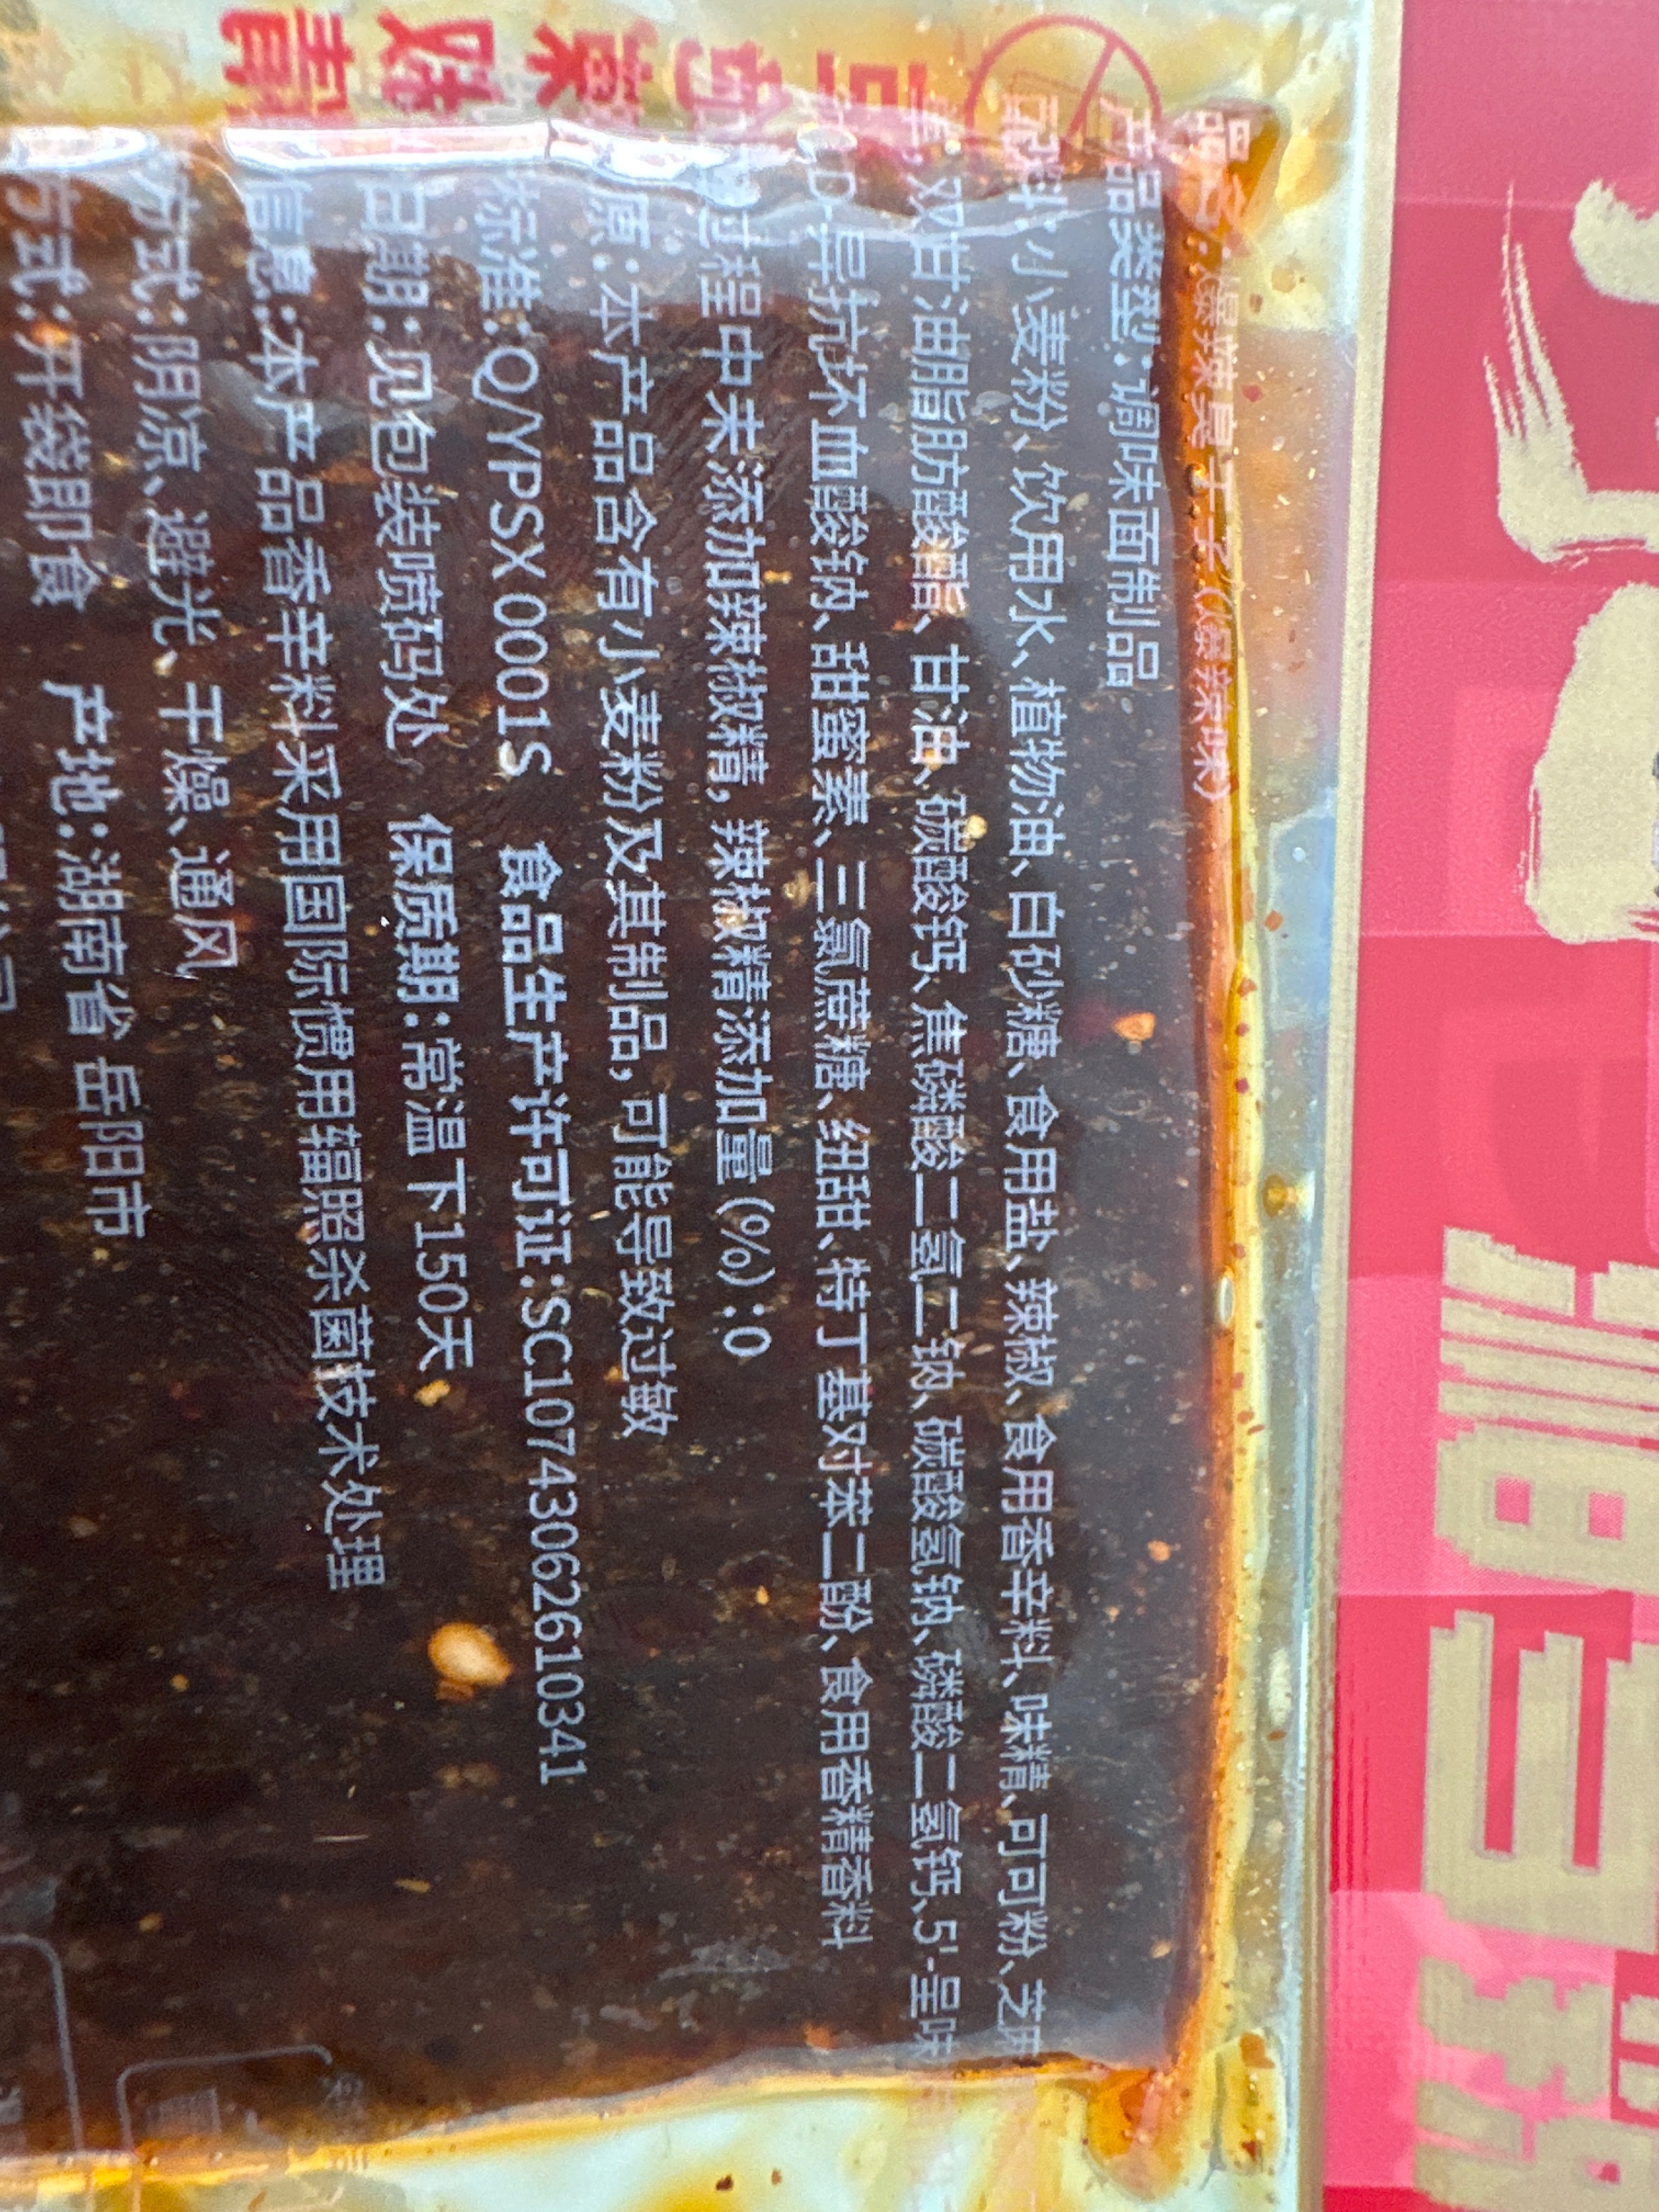 品名:爆辣臭干子(爆辣味)
产品类型:调味面制品
配料:小麦粉、饮用水、植物油、白砂糖、食用盐、辣椒、食用香辛料、味精、可可粉、芝麻、
双甘油脂肪酸酯、甘油、碳酸钙、焦磷酸二氢二钠、碳酸氢钠、磷酸二氢钙、5'-呈味
D-异抗坏血酸钠、甜蜜素、三氯蔗糖、纽甜、特丁基对苯二酚、食用香精香料
过程中未添加辣椒精,辣椒精添加量(%):0
原:本产品含有小麦粉及其制品,可能导致过敏
标准:Q/YPSX 0001S 食品生产许可证:SC10743062610341
日期:见包装喷码处 保质期:常温下150天
信息:本产品香辛料采用国际惯用辐照杀菌技术处理
方式:阴凉、避光、干燥、通风
方式:开袋即食 产地:湖南省 岳阳市